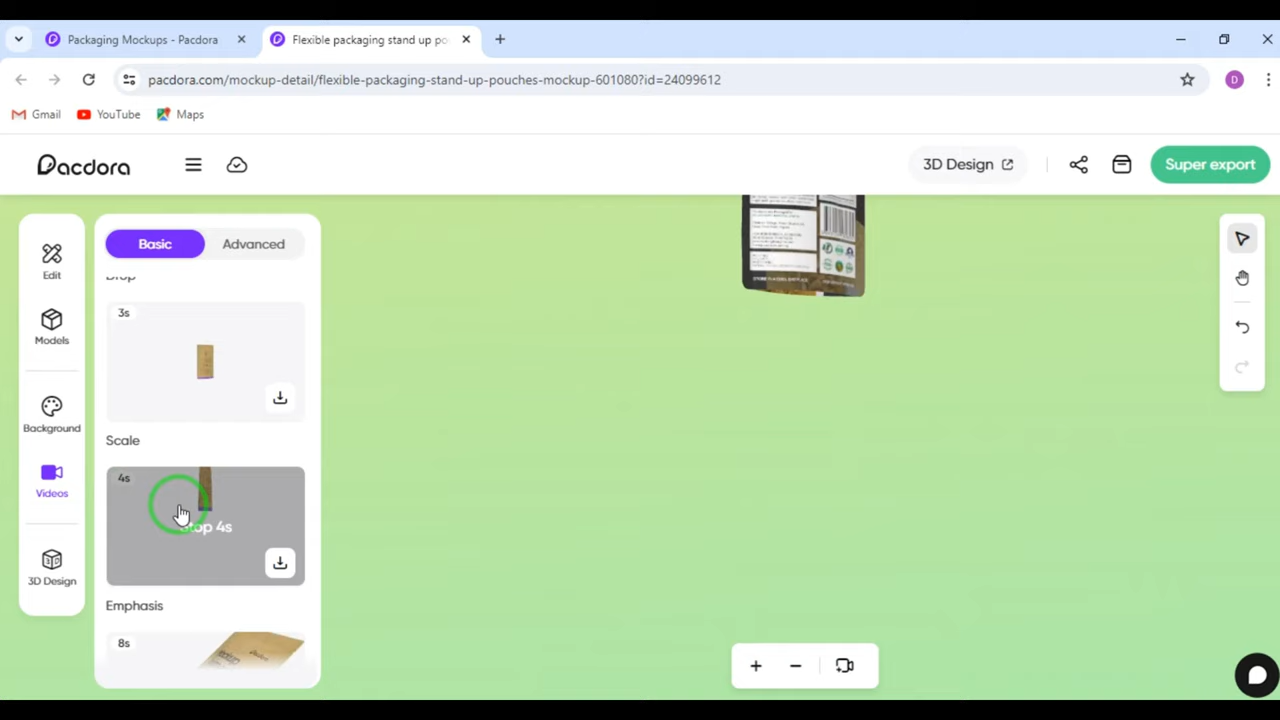 Packaging Mockups - Pacdora
Flexible packaging stand up po
pacdora.com/mockup-detail/flexible-packaging-stand-up-pouches-mockup-601080?id=24099612
D
Gmail
YouTube
Maps
Pacdora
3D Design
Super export
Edit
Models
Background
Videos
3D Design
Basic
Advanced
Drop
3s
Scale
4s
Stop 4s
Emphasis
8s